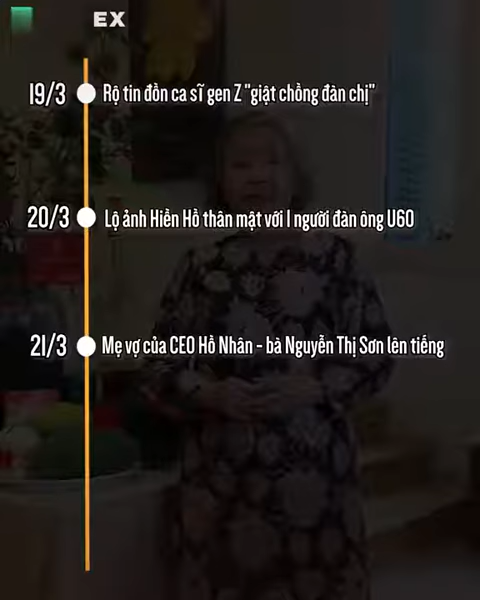 EX
19/3 Rộ tin đồn ca sĩ gen Z "giật chồng đàn chị"
20/3 Lộ ảnh Hiền Hồ thân mật với 1 người đàn ông U60
21/3 Mẹ vợ của CEO Hồ Nhân - bà Nguyễn Thị Sơn lên tiếng